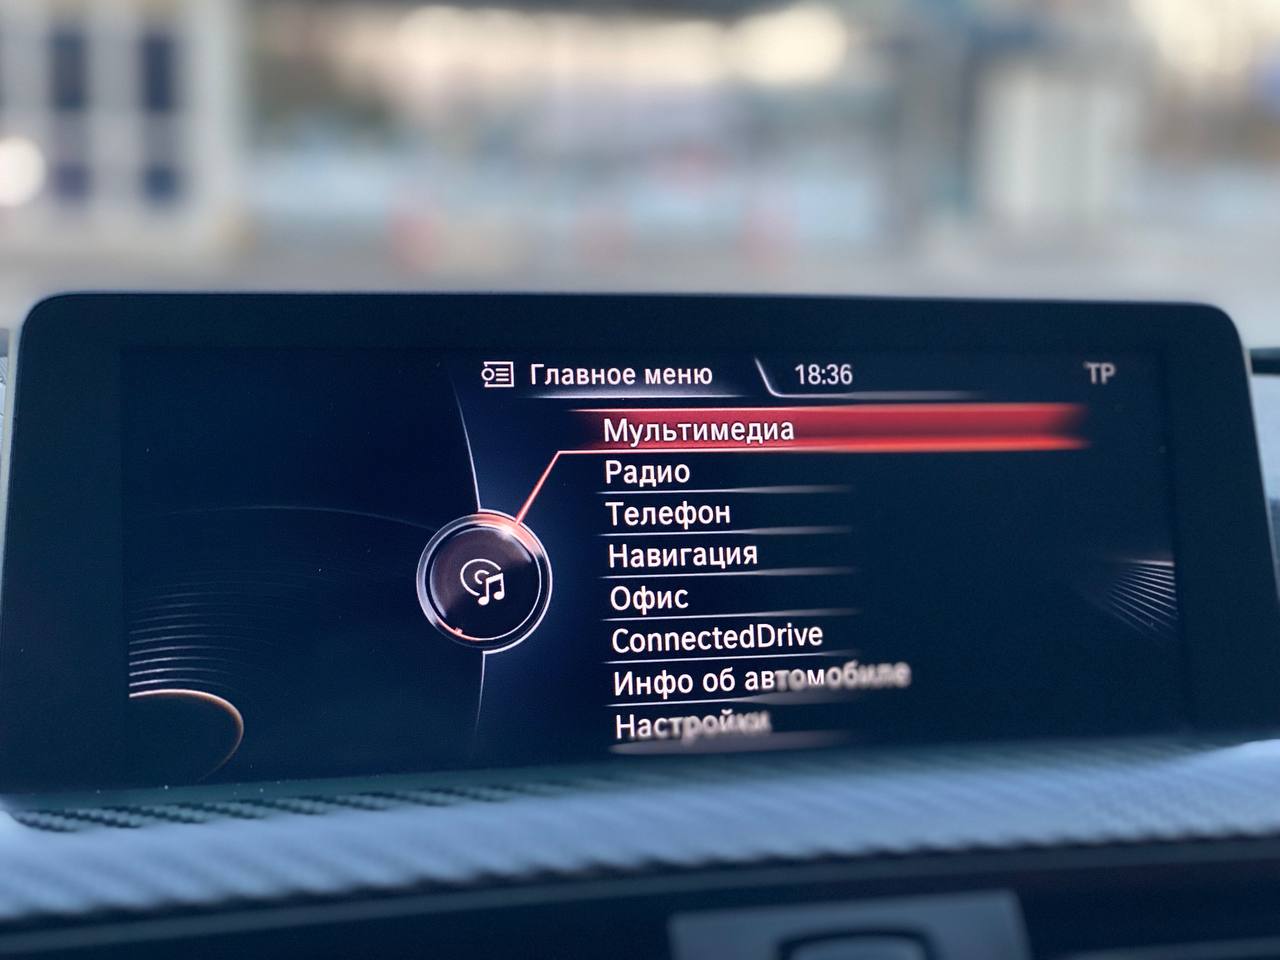 Главное меню 18:36 TP
Мультимедиа
Радио
Телефон
Навигация
Офис
ConnectedDrive
Инфо об автомобиле
Настройки